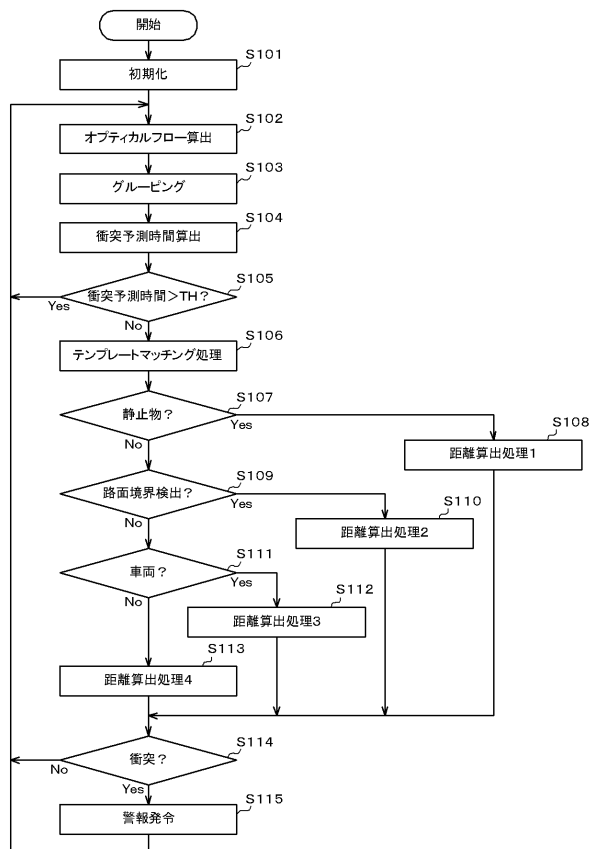 開始
S101
初期化
S102
オプティカルフロー算出
S103
グルーピング
S104
衝突予測時間算出
S105
衝突予測時間＞TH？
Yes
No
S106
テンプレートマッチング処理
S107
静止物？
Yes
No
S108
距離算出処理1
S109
路面境界検出？
Yes
No
S110
距離算出処理2
S111
車両？
Yes
No
S112
距離算出処理3
S113
距離算出処理4
S114
衝突？
No
Yes
S115
警報発令